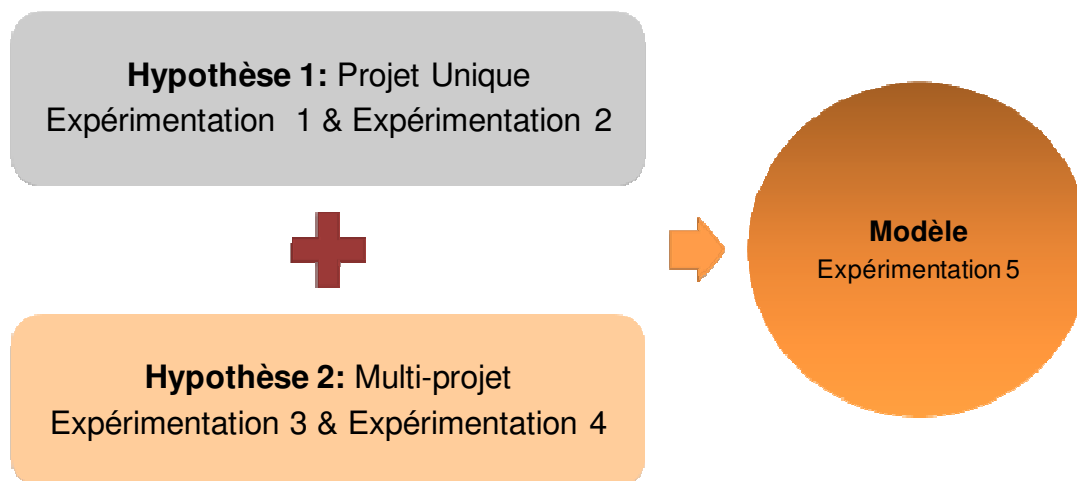 Hypothèse 1: Projet Unique
Expérimentation 1 & Expérimentation 2
Hypothèse 2: Multi-projet
Expérimentation 3 & Expérimentation 4
Modèle
Expérimentation 5